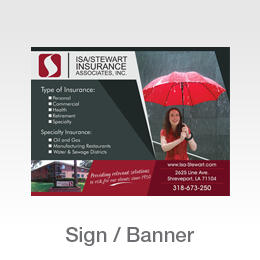 ISA/STEWART
INSURANCE
ASSOCIATES, INC.
Type of Insurance:
Personal
Commercial
Health
Retirement
Specialty
Specialty Insurance:
Oil and Gas
Manufacturing Restaurants
Water & Sewage Districts
Providing relevant solutions
to risk for our clients since 1950
www.Isa-Stewart.com
2625 Line Ave.
Shreveport, LA 71104
318-673-250
Sign / Banner